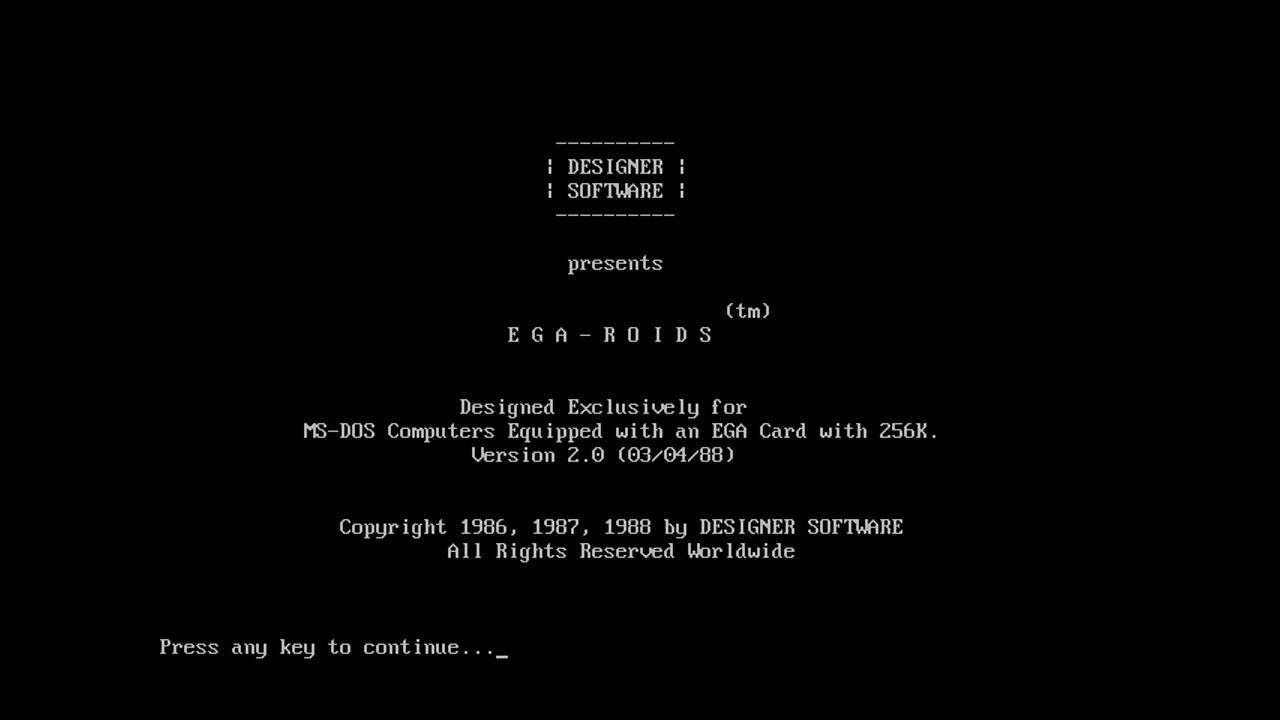 ----------
¦ DESIGNER ¦
¦ SOFTWARE ¦
----------
presents
(tm)
E G A - R O I D S
Designed Exclusively for
MS-DOS Computers Equipped with an EGA Card with 256K.
Version 2.0 (03/04/88)
Copyright 1986, 1987, 1988 by DESIGNER SOFTWARE
All Rights Reserved Worldwide
Press any key to continue..._